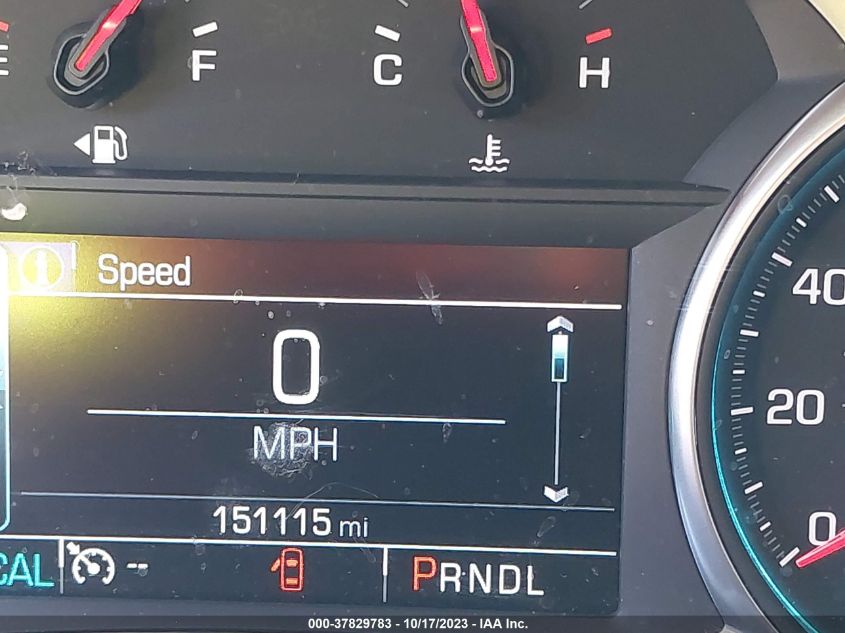 E F C H
Speed
0
MPH
151115 mi
CAL -- PRNDL
40
20
0
000-37829783 - 10/17/2023 - IAA Inc.